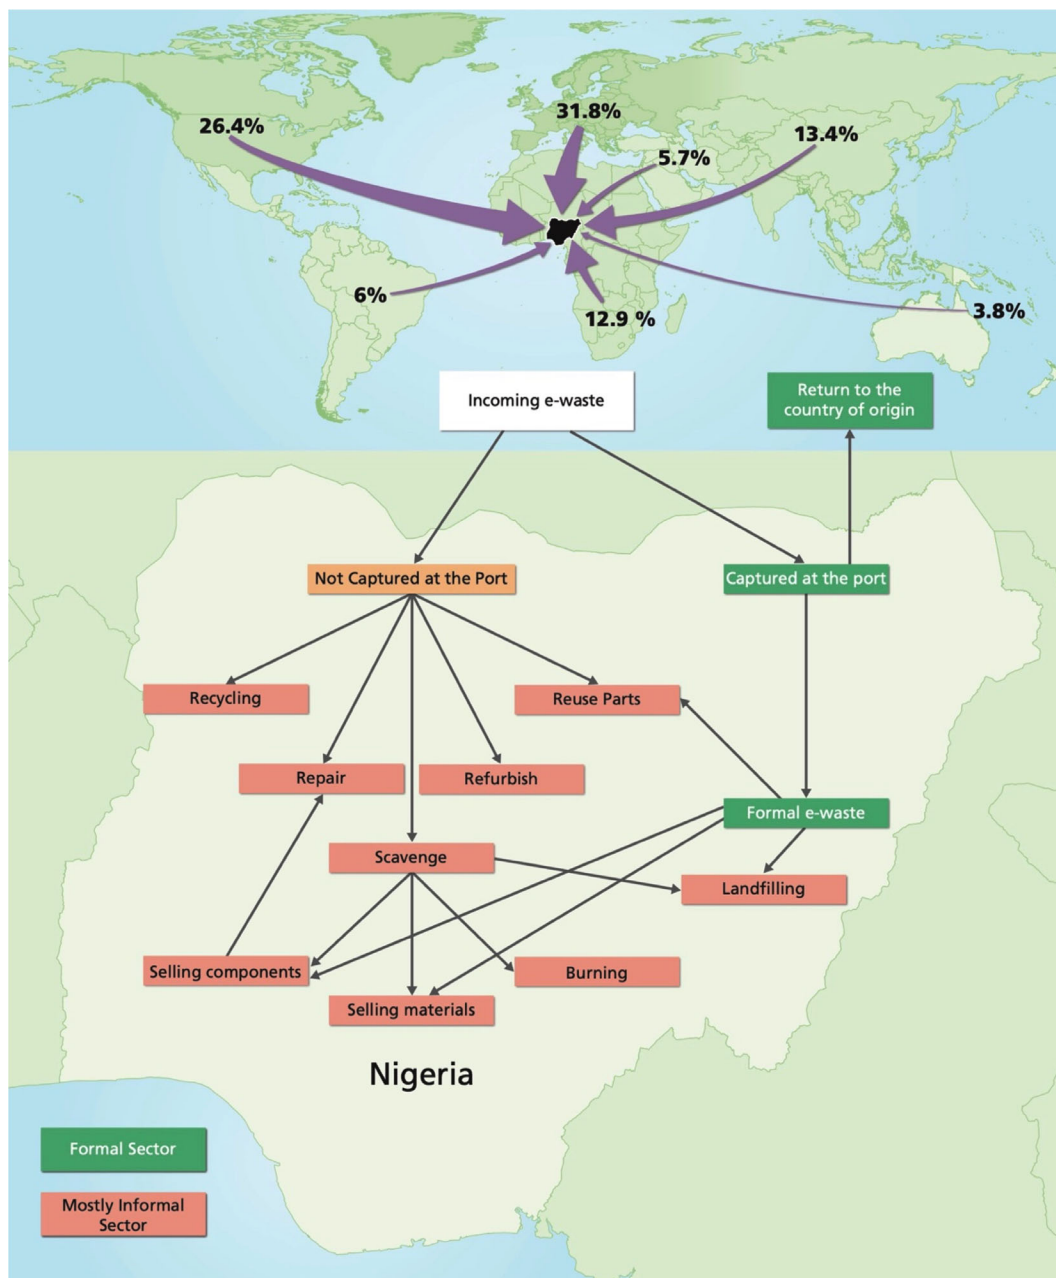 31.8%
26.4%
13.4%
5.7%
6%
12.9 %
3.8%
Incoming e-waste
Return to the
country of origin
Not Captured at the Port
Captured at the port
Recycling
Reuse Parts
Repair
Refurbish
Formal e-waste
Scavenge
Landfilling
Selling components
Burning
Selling materials
Nigeria
Formal Sector
Mostly Informal
Sector